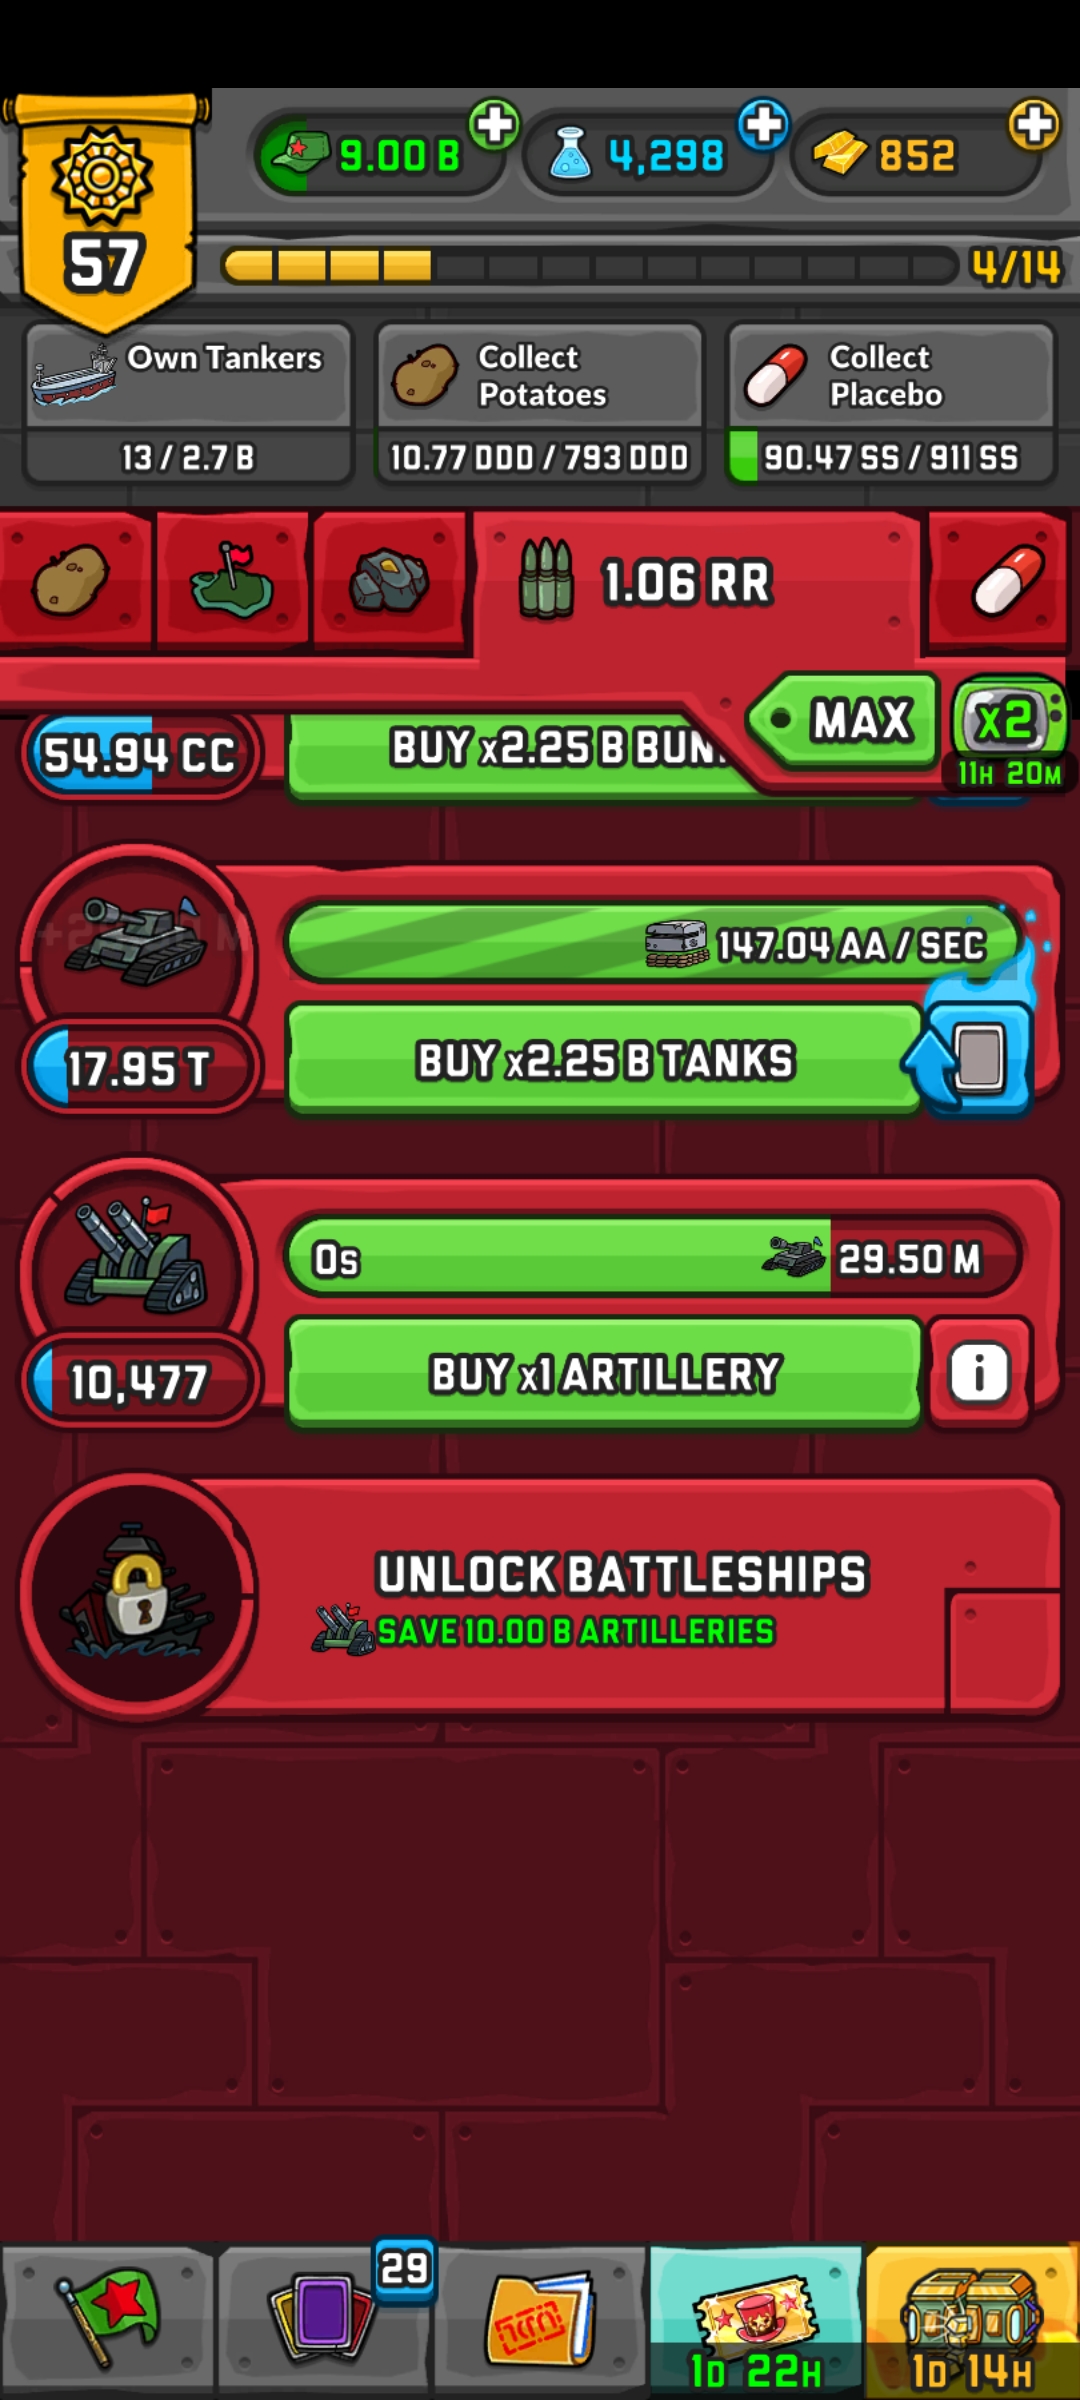 9.00 B
4,298
852
57
4/14
Own Tankers
13 / 2.7 B
Collect
Potatoes
10.77 DDD / 793 DDD
Collect
Placebo
90.47 SS / 911 SS
1.06 RR
MAX
x2
11H 20M
54.94 CC
BUY x2.25 B BUN
147.04 AA / SEC
17.95 T
BUY x2.25 B TANKS
0s
29.50 M
10,477
BUY x1 ARTILLERY
i
UNLOCK BATTLESHIPS
SAVE 10.00 B ARTILLERIES
29
1D 22H
1D 14H